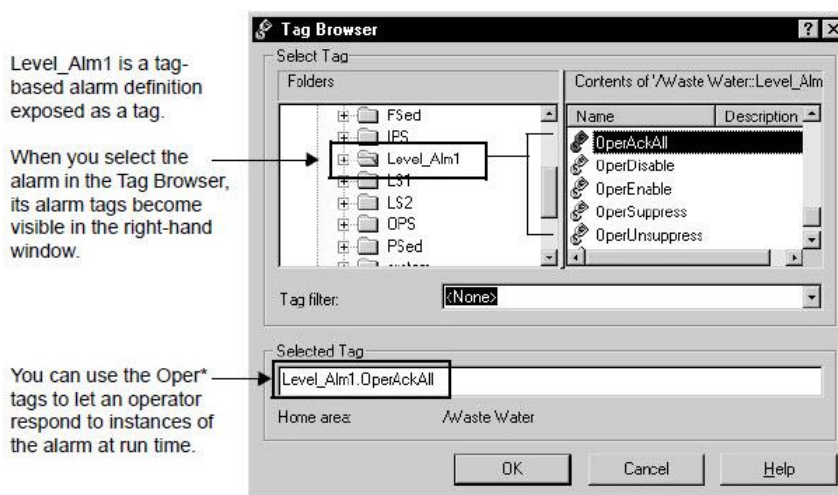 Tag Browser
Select Tag
Level_Alm1 is a tag-
based alarm definition
exposed as a tag.
When you select the
alarm in the Tag Browser,
its alarm tags become
visible in the right-hand
window.
Folders
FSed
IPS
Level_Alm1
LS1
LS2
OPS
PSed
Contents of '/Waste Water::Level_Alm
Name Description
OperAckAll
OperDisable
OperEnable
OperSuppress
OperUnsuppress
Tag filter: <None>
Selected Tag
You can use the Oper*
tags to let an operator
respond to instances of
the alarm at run time.
Level_Alm1.OperAckAll
Home area: /Waste Water
OK Cancel Help